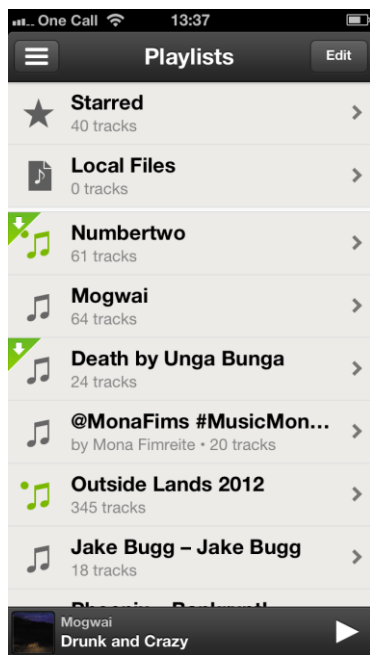 One Call 13:37
Playlists Edit
Starred
40 tracks
Local Files
0 tracks
Numbertwo
61 tracks
Mogwai
64 tracks
Death by Unga Bunga
24 tracks
@MonaFims #MusicMon...
by Mona Fimreite • 20 tracks
Outside Lands 2012
345 tracks
Jake Bugg – Jake Bugg
18 tracks
Mogwai
Drunk and Crazy